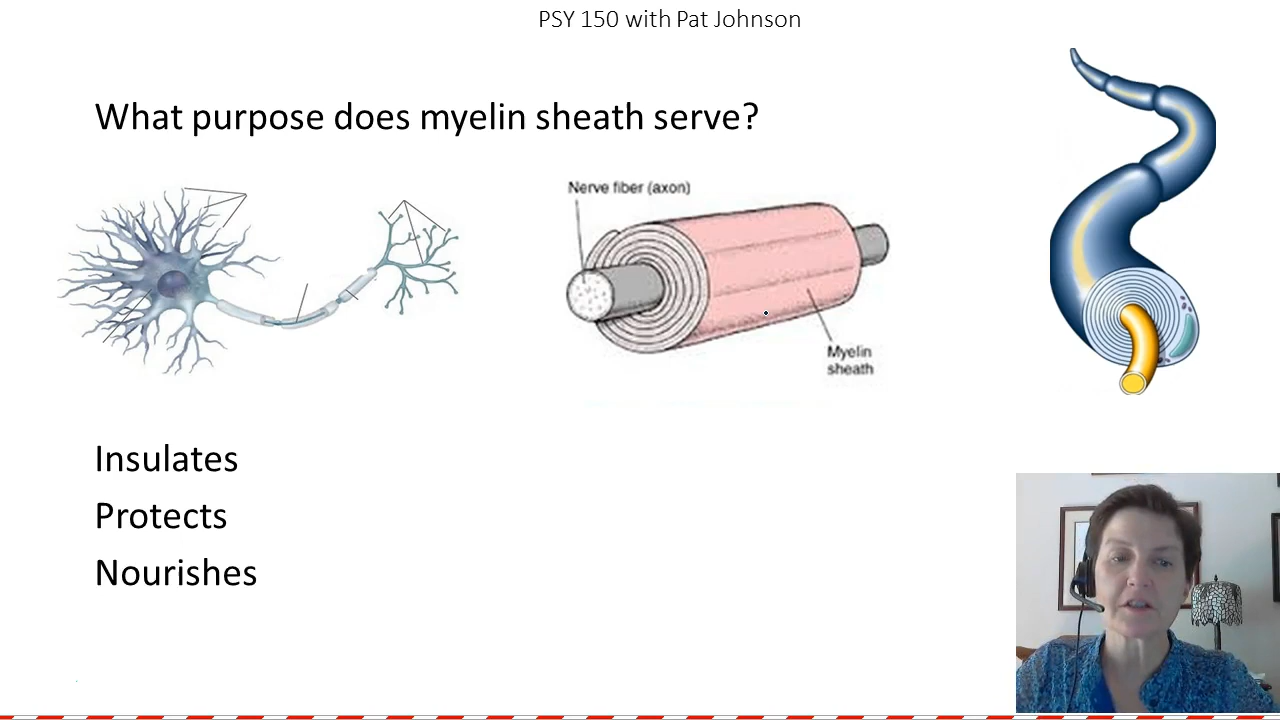 PSY 150 with Pat Johnson
What purpose does myelin sheath serve?
Nerve fiber (axon)
Myelin
sheath
Insulates
Protects
Nourishes